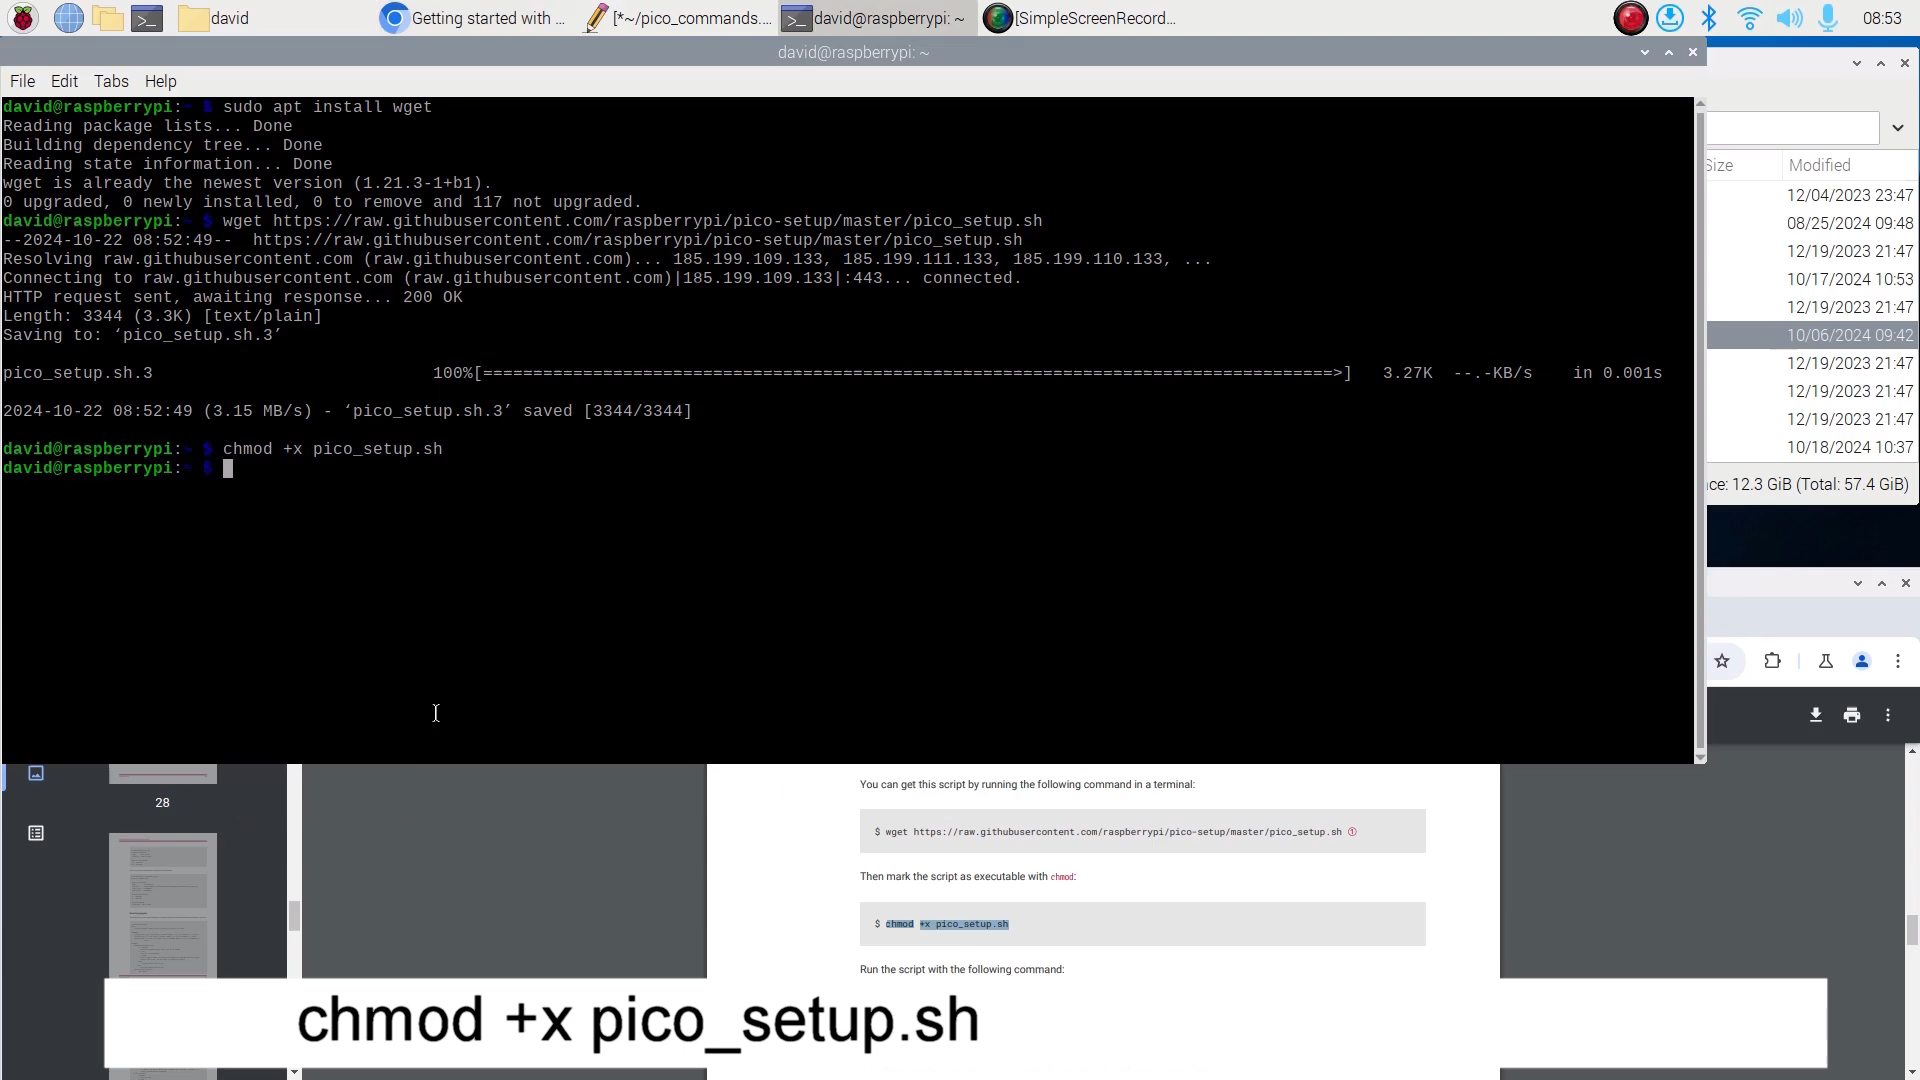 david
Getting started with ...
[*~/pico_commands....
david@raspberrypi: ~
[SimpleScreenRecord...
08:53
david@raspberrypi: ~
File Edit Tabs Help
david@raspberrypi:~ $ sudo apt install wget
Reading package lists... Done
Building dependency tree... Done
Reading state information... Done
wget is already the newest version (1.21.3-1+b1).
0 upgraded, 0 newly installed, 0 to remove and 117 not upgraded.
david@raspberrypi:~ $ wget https://raw.githubusercontent.com/raspberrypi/pico-setup/master/pico_setup.sh
--2024-10-22 08:52:49--  https://raw.githubusercontent.com/raspberrypi/pico-setup/master/pico_setup.sh
Resolving raw.githubusercontent.com (raw.githubusercontent.com)... 185.199.109.133, 185.199.111.133, 185.199.110.133, ...
Connecting to raw.githubusercontent.com (raw.githubusercontent.com)|185.199.109.133|:443... connected.
HTTP request sent, awaiting response... 200 OK
Length: 3344 (3.3K) [text/plain]
Saving to: ‘pico_setup.sh.3’
pico_setup.sh.3 100%[=====================================================================================>] 3.27K --.-KB/s in 0.001s
2024-10-22 08:52:49 (3.15 MB/s) - ‘pico_setup.sh.3’ saved [3344/3344]
david@raspberrypi:~ $ chmod +x pico_setup.sh
david@raspberrypi:~ $
Size Modified
12/04/2023 23:47
08/25/2024 09:48
12/19/2023 21:47
10/17/2024 10:53
12/19/2023 21:47
10/06/2024 09:42
12/19/2023 21:47
12/19/2023 21:47
12/19/2023 21:47
10/18/2024 10:37
ce: 12.3 GiB (Total: 57.4 GiB)
28
You can get this script by running the following command in a terminal:
$ wget https://raw.githubusercontent.com/raspberrypi/pico-setup/master/pico_setup.sh ①
Then mark the script as executable with chmod:
$ chmod +x pico_setup.sh
Run the script with the following command:
chmod +x pico_setup.sh